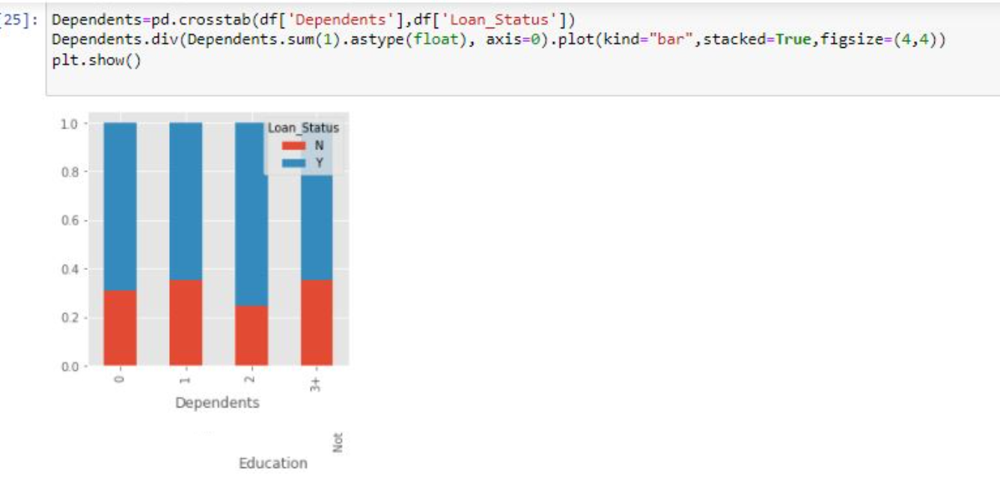 [25]: Dependents=pd.crosstab(df['Dependents'],df['Loan_Status'])
Dependents.div(Dependents.sum(1).astype(float), axis=0).plot(kind="bar",stacked=True,figsize=(4,4))
plt.show()
Loan_Status
N
Y
1.0
0.8
0.6
0.4
0.2
0.0
0 1 2 3+
Dependents
Not
Education